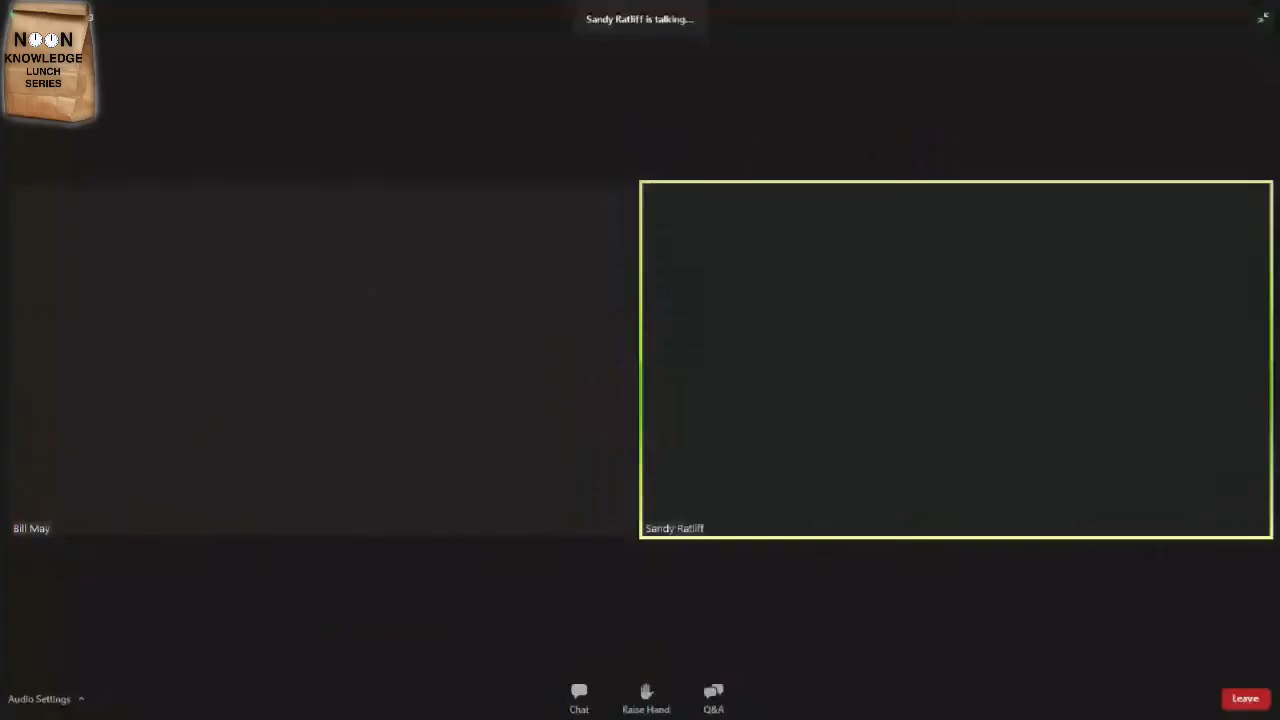 Sandy Ratliff is talking...
NOON
KNOWLEDGE
LUNCH
SERIES
Bill May
Sandy Ratliff
Audio Settings
Chat
Raise Hand
Q&A
Leave